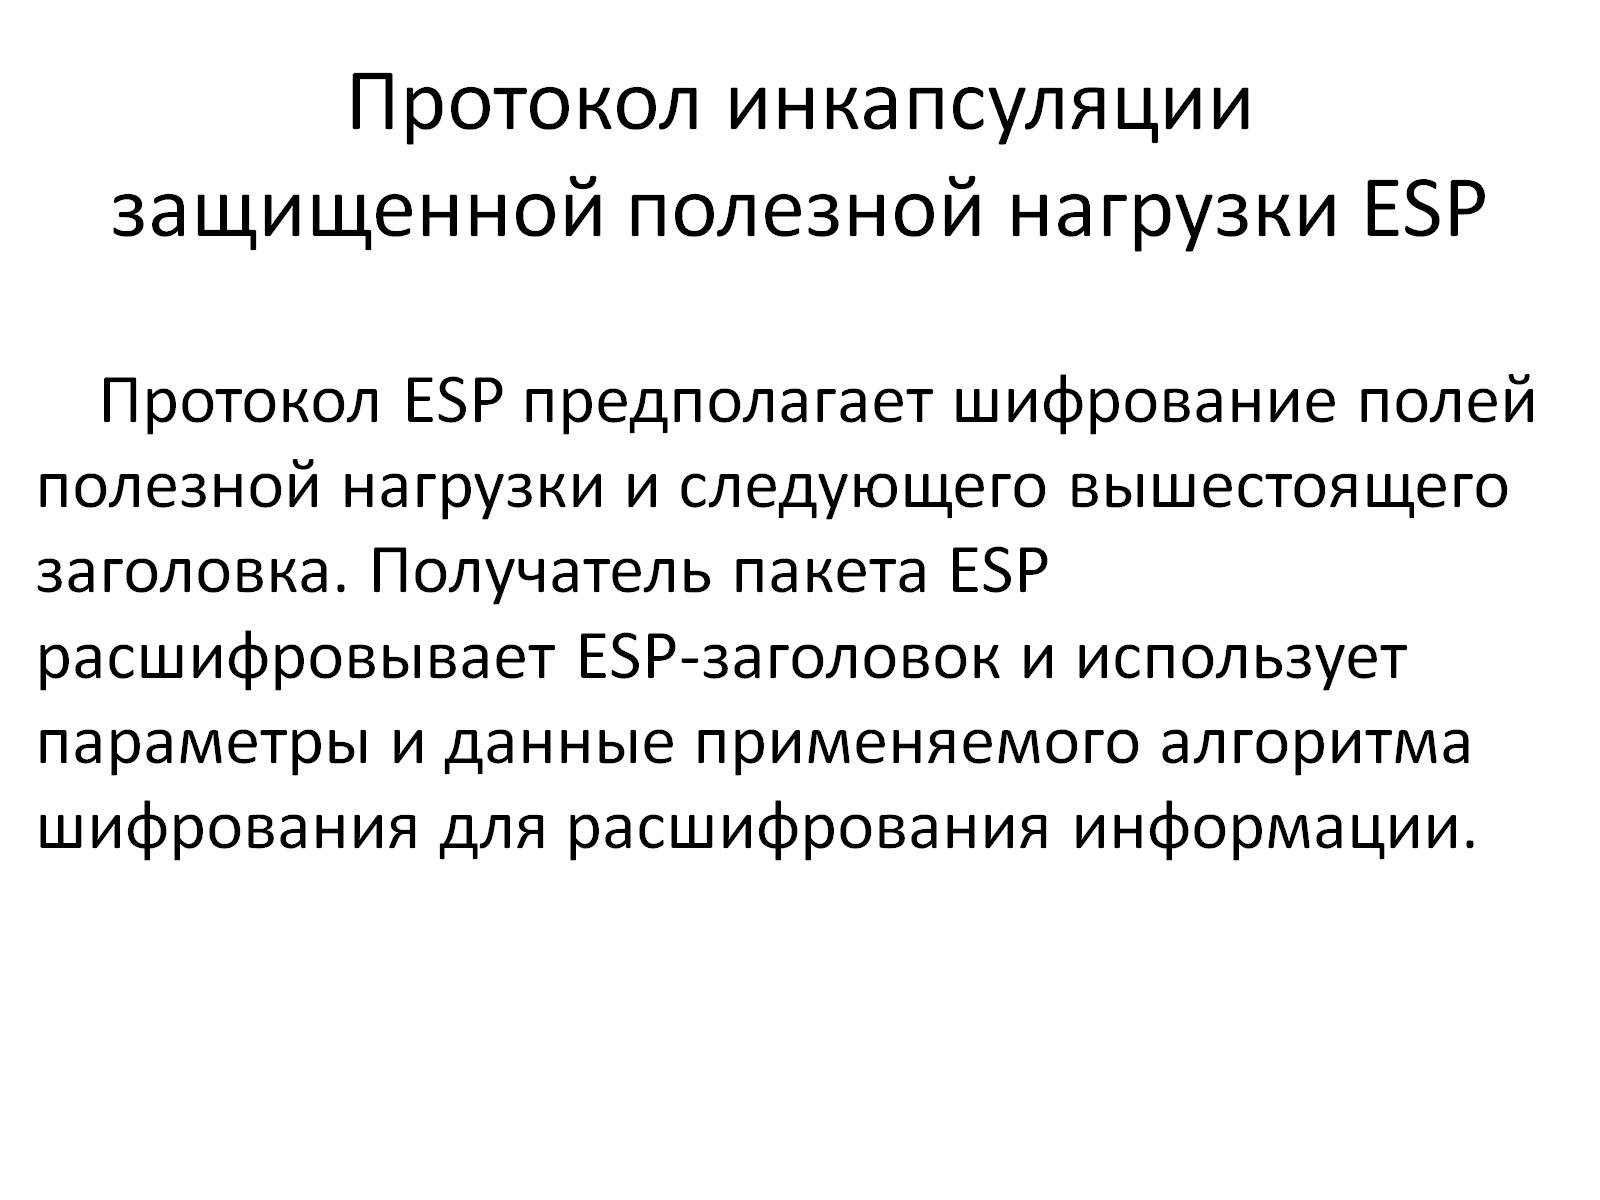 Протокол инкапсуляции
защищенной полезной нагрузки ESP
Протокол ESP предполагает шифрование полей
полезной нагрузки и следующего вышестоящего
заголовка. Получатель пакета ESP
расшифровывает ESP-заголовок и использует
параметры и данные применяемого алгоритма
шифрования для расшифрования информации.